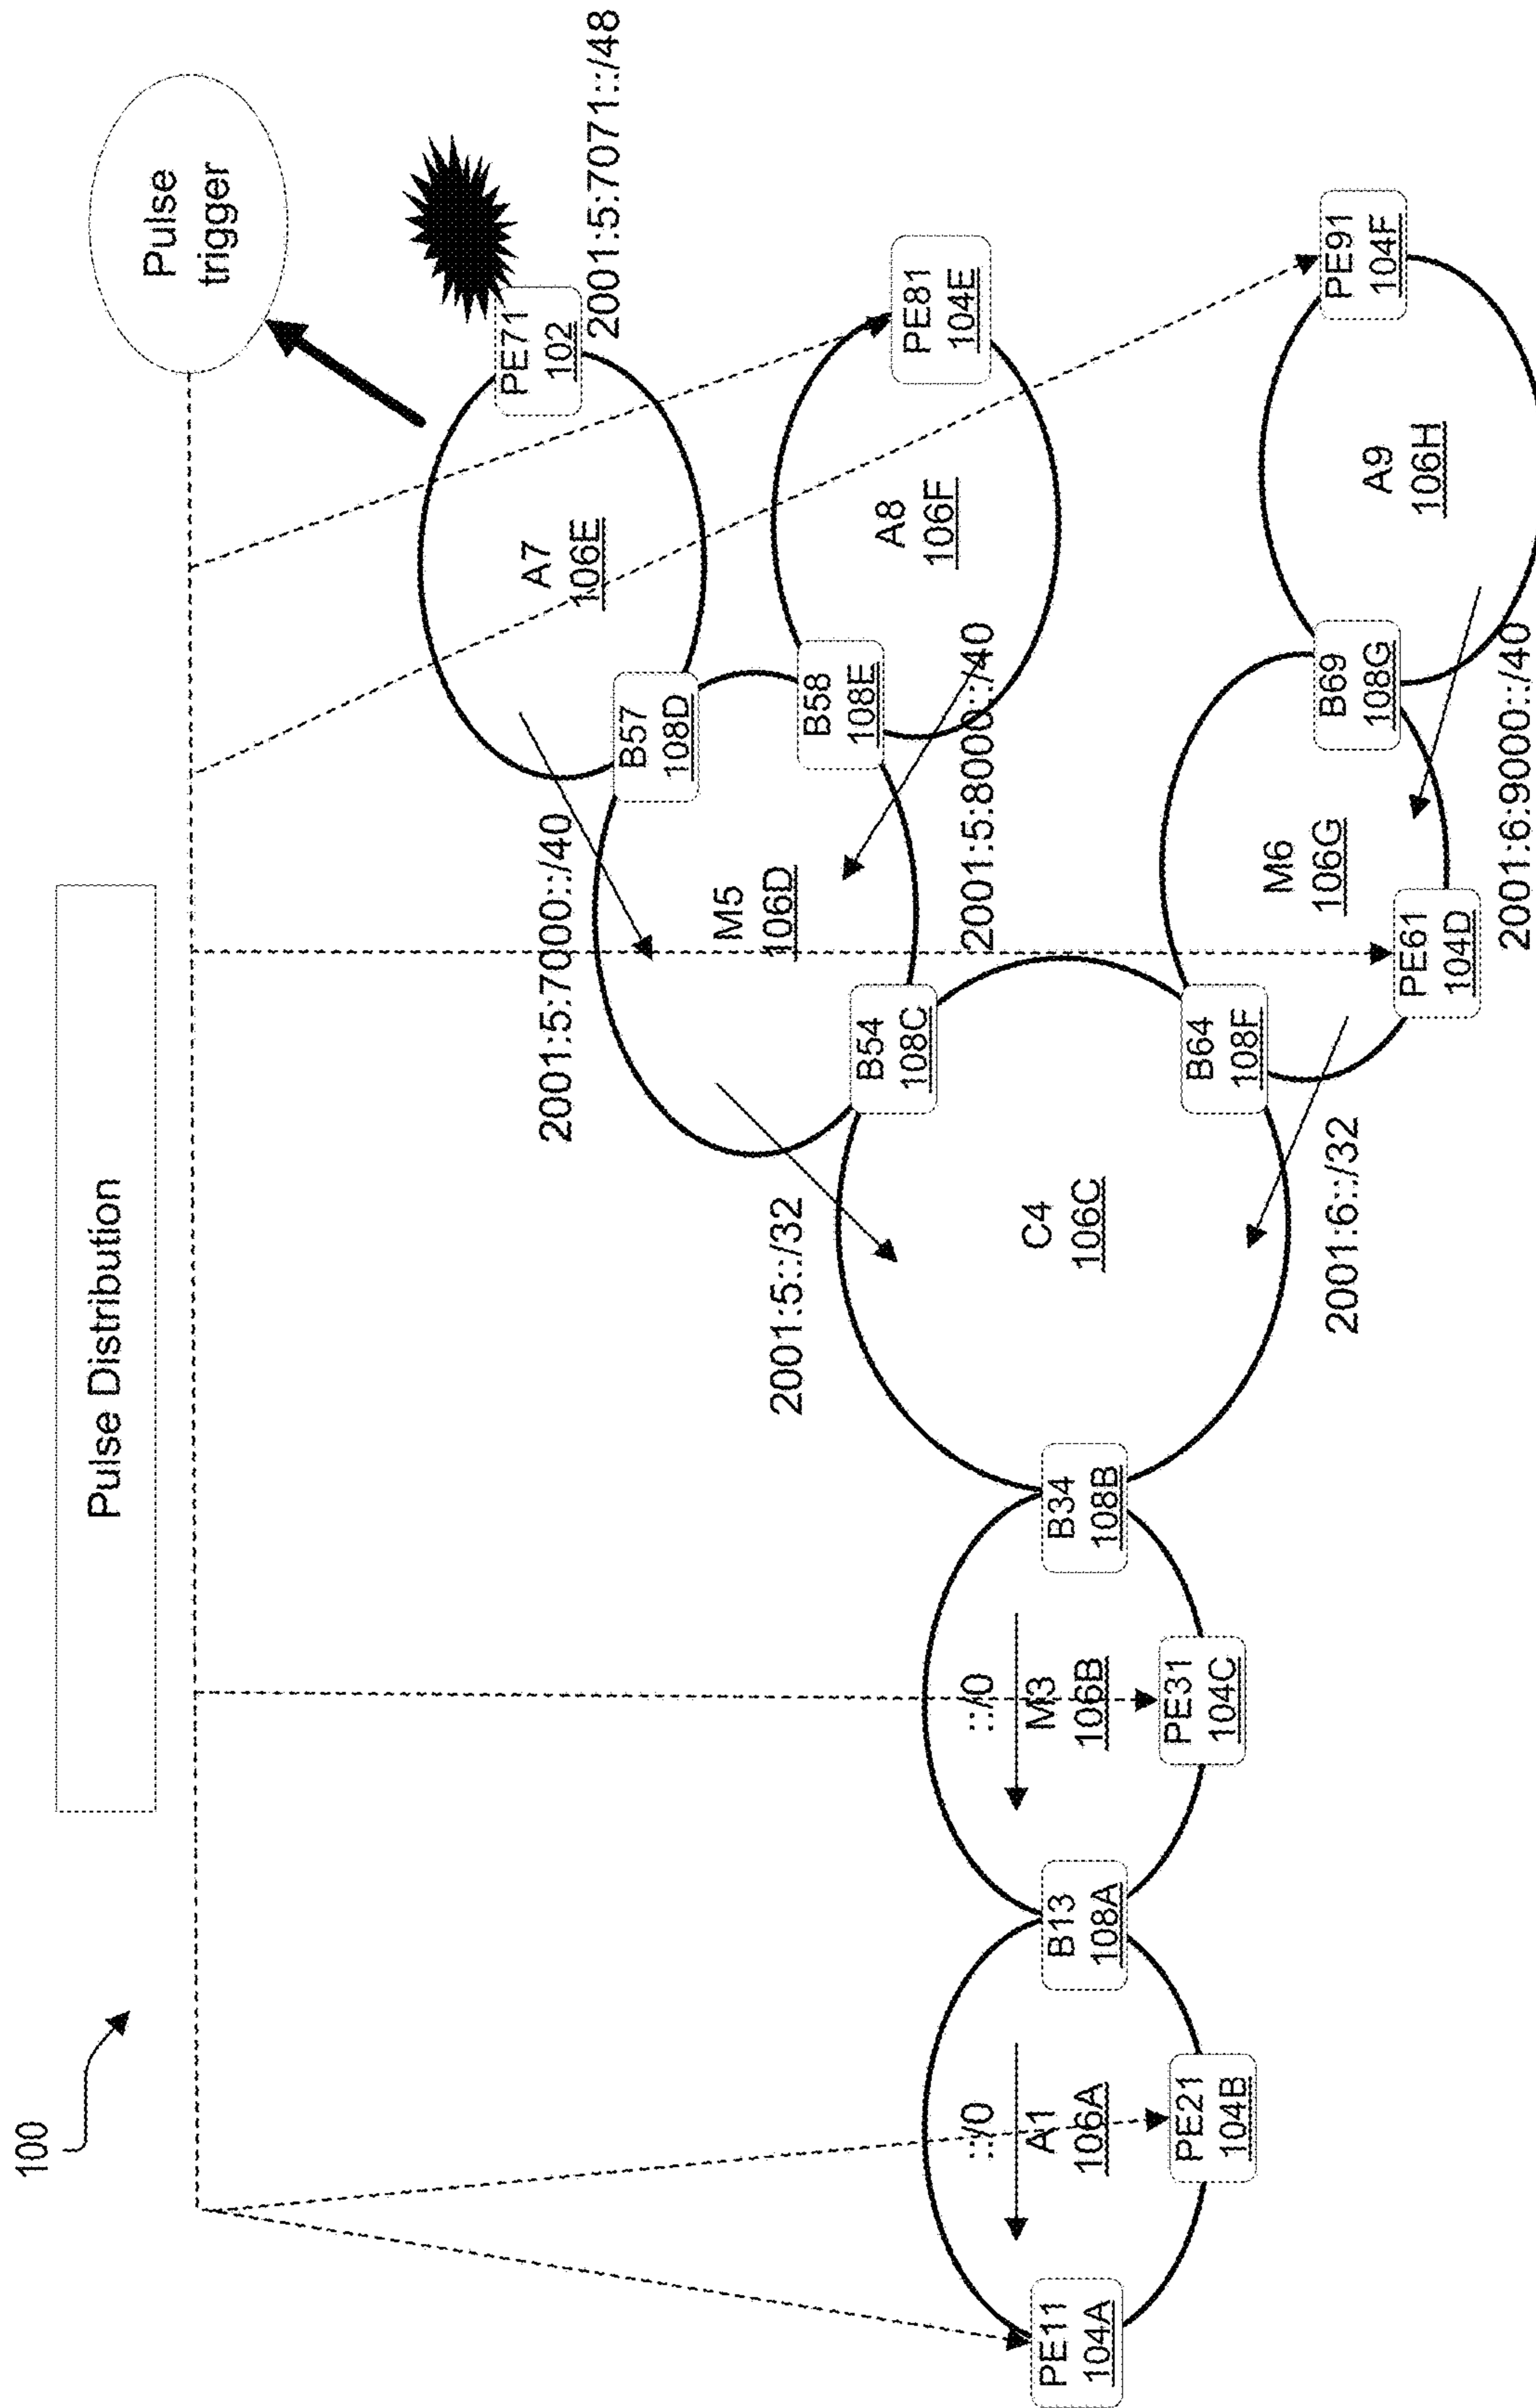 100
Pulse Distribution
Pulse
trigger
PE71
102
2001:5:7071::/48
A7
106E
B57
108D
2001:5:7000::/40
PE81
104E
A8
106F
B58
108E
2001:5:8000::/40
M5
106D
B54
108C
2001:5::/32
PE91
104F
A9
106H
B69
108G
2001:6:9000::/40
M6
106G
PE61
104D
B64
108F
2001:6::/32
C4
106C
B34
108B
::/0
M3
106B
PE31
104C
B13
108A
::/0
A1
106A
PE21
104B
PE11
104A